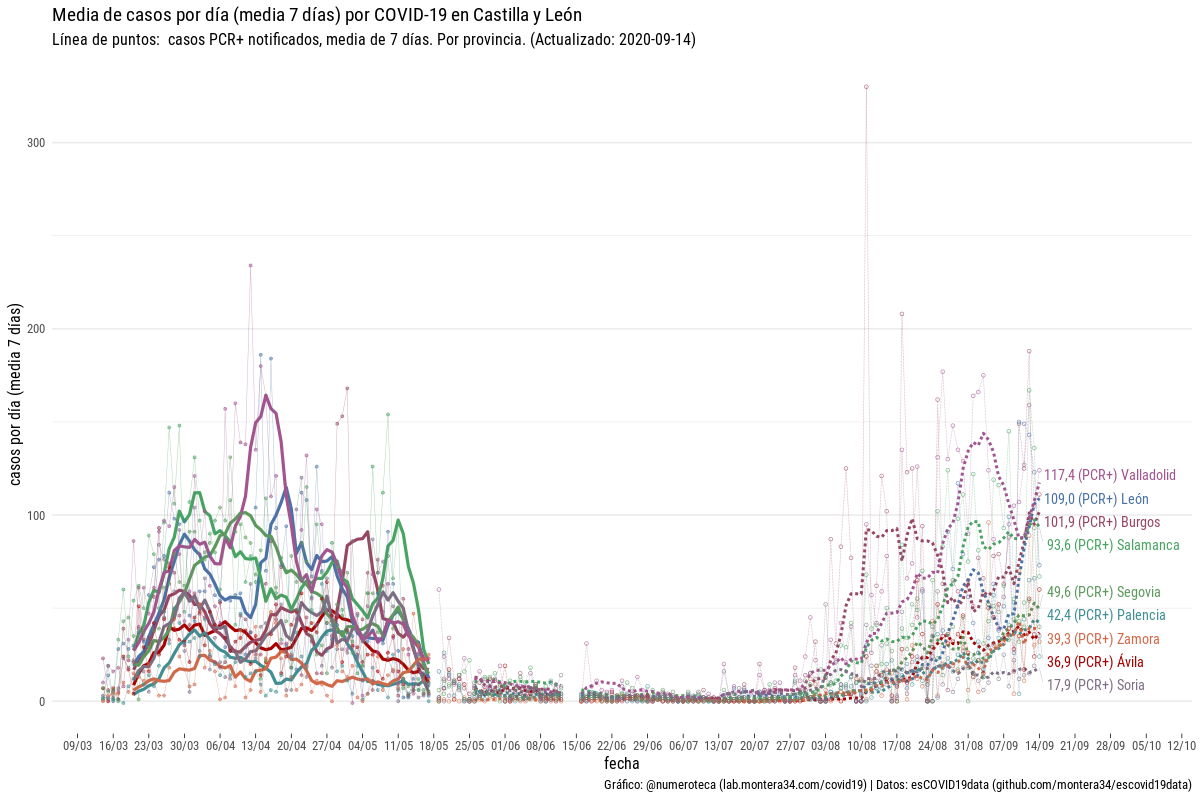 Media de casos por día (media 7 días) por COVID-19 en Castilla y León
Línea de puntos:  casos PCR+ notificados, media de 7 días. Por provincia. (Actualizado: 2020-09-14)
casos por día (media 7 días)
300
200
100
0
117,4 (PCR+) Valladolid
109,0 (PCR+) León
101,9 (PCR+) Burgos
93,6 (PCR+) Salamanca
49,6 (PCR+) Segovia
42,4 (PCR+) Palencia
39,3 (PCR+) Zamora
36,9 (PCR+) Ávila
17,9 (PCR+) Soria
09/03 16/03 23/03 30/03 06/04 13/04 20/04 27/04 04/05 11/05 18/05 25/05 01/06 08/06 15/06 22/06 29/06 06/07 13/07 20/07 27/07 03/08 10/08 17/08 24/08 31/08 07/09 14/09 21/09 28/09 05/10 12/10
fecha
Gráfico: @numeroteca (lab.montera34.com/covid19) | Datos: esCOVID19data (github.com/montera34/escovid19data)